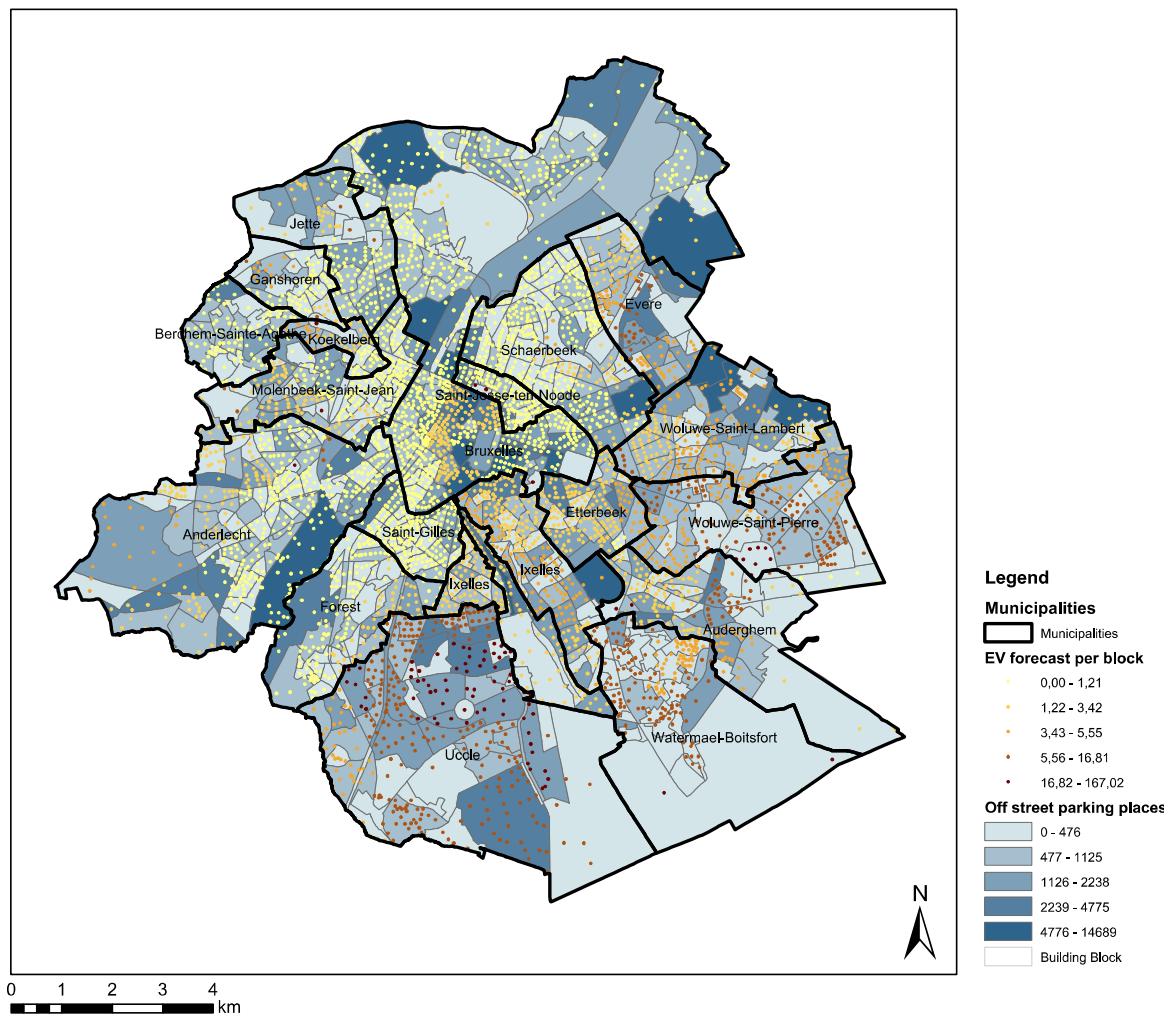 Jette
Ganshoren
Evere
Berchem-Sainte-Agathe
Koekelberg
Schaerbeek
Molenbeek-Saint-Jean
Saint-Josse-ten-Noode
Woluwe-Saint-Lambert
Bruxelles
Etterbeek
Woluwe-Saint-Pierre
Anderlecht
Saint-Gilles
Ixelles
Ixelles
Forest
Auderghem
Watermael-Boitsfort
Uccle
N
0 1 2 3 4
km
Legend
Municipalities
Municipalities
EV forecast per block
0,00 - 1,21
1,22 - 3,42
3,43 - 5,55
5,56 - 16,81
16,82 - 167,02
Off street parking places
0 - 476
477 - 1125
1126 - 2238
2239 - 4775
4776 - 14689
Building Block